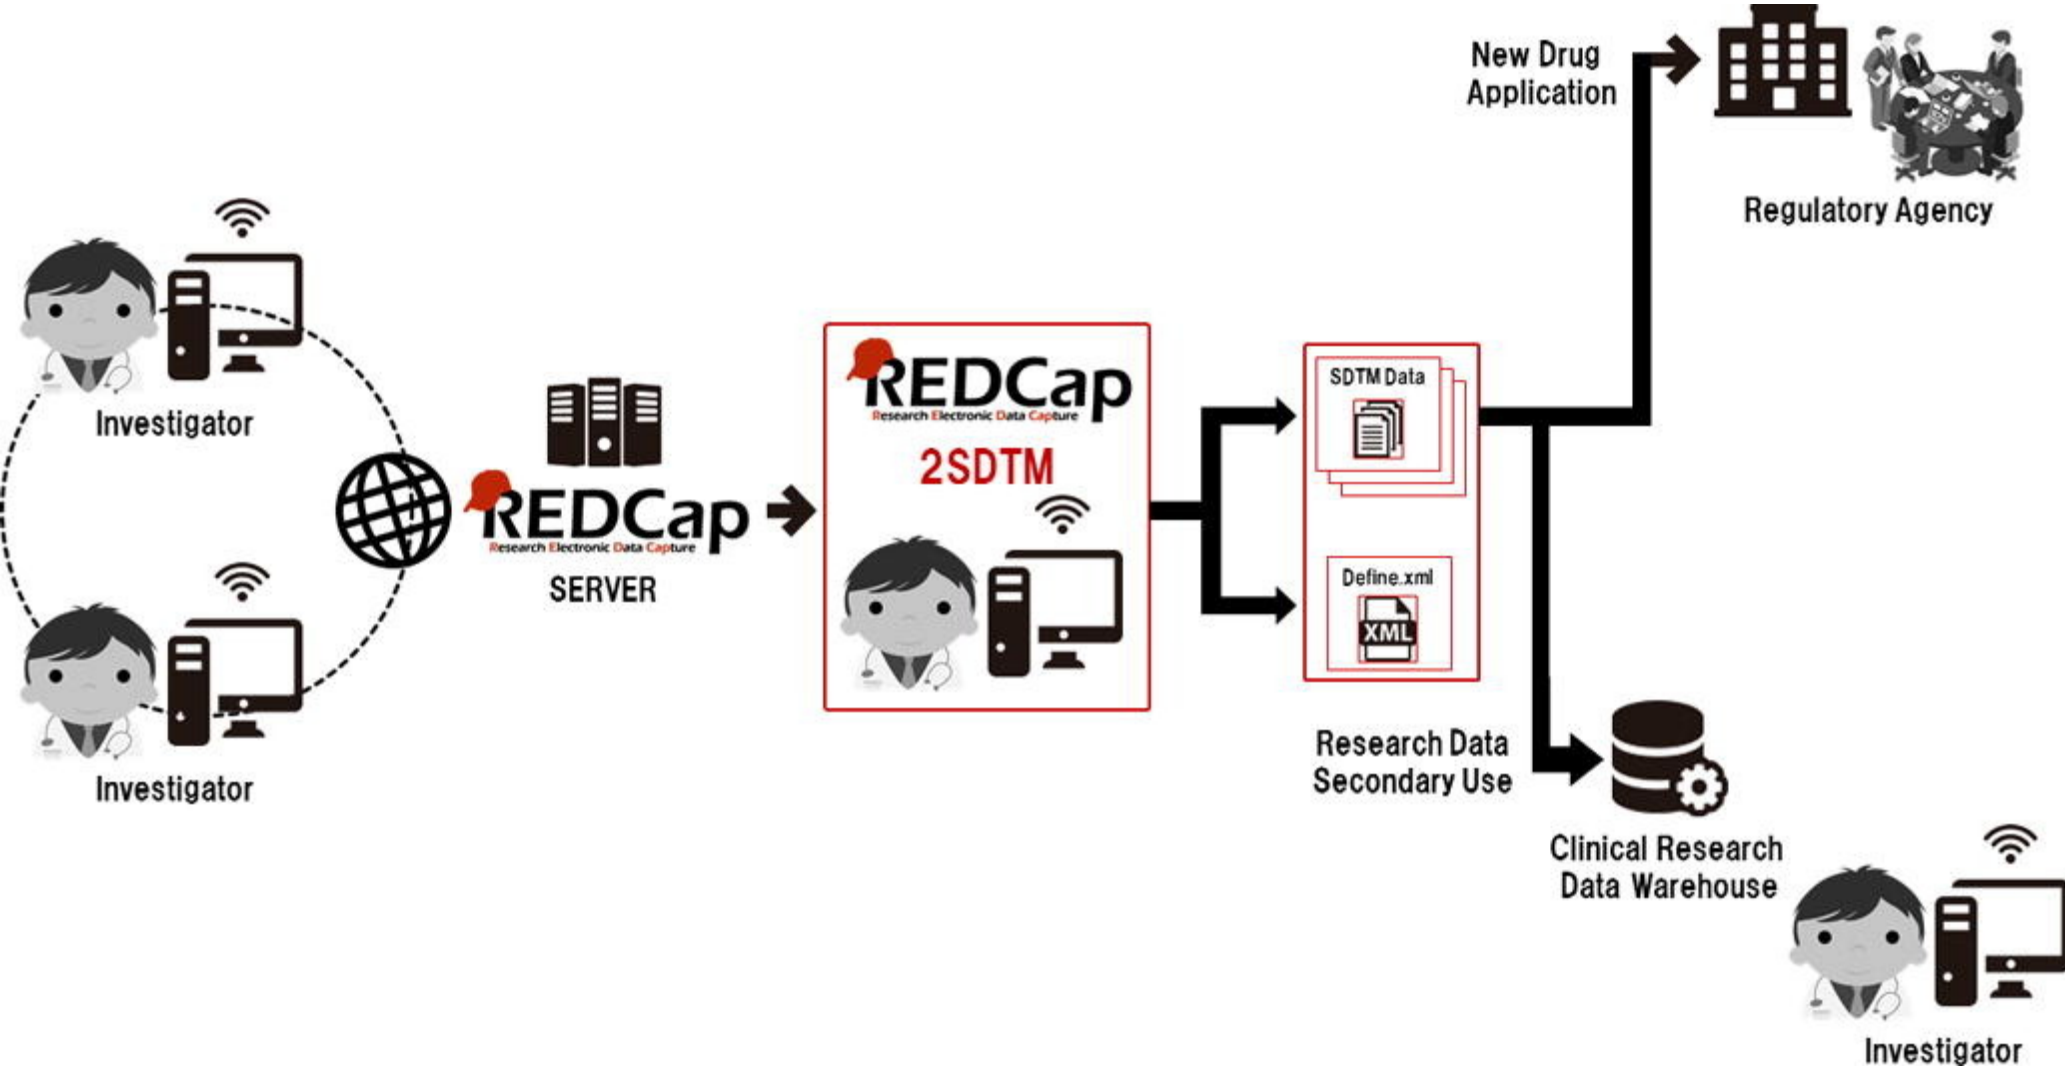 New Drug
Application
Regulatory Agency
Investigator
REDCap
Research Electronic Data Capture
SERVER
Investigator
REDCap
Research Electronic Data Capture
2SDTM
SDTM Data
Define.xml
XML
Research Data
Secondary Use
Clinical Research
Data Warehouse
Investigator